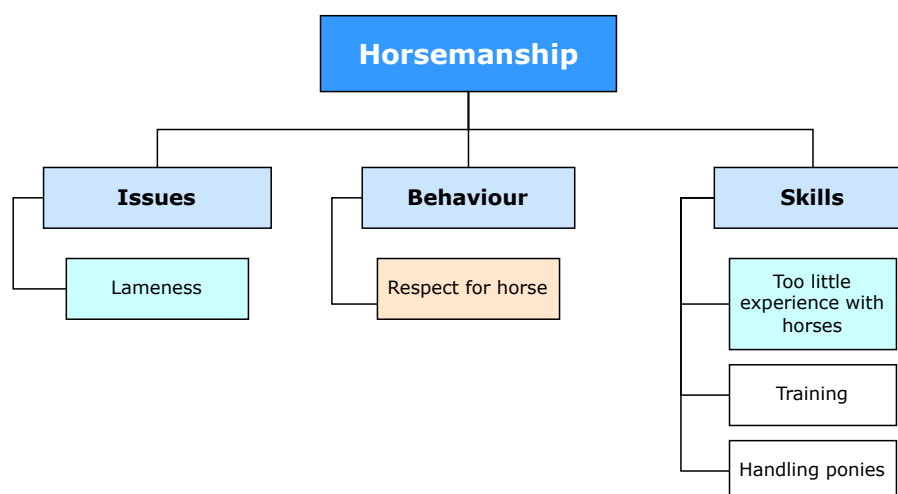 Horsemanship
Issues
Behaviour
Skills
Lameness
Respect for horse
Too little
experience with
horses
Training
Handling ponies